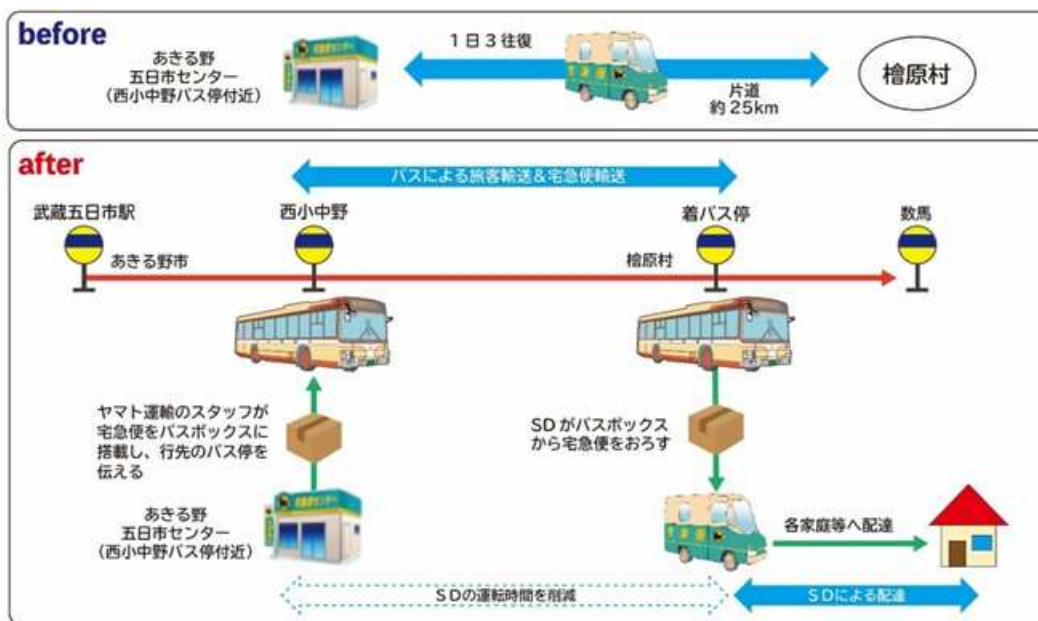 before
あきる野
五日市センター
(西小中野バス停付近)
1日3往復
片道
約25km
檜原村
after
バスによる旅客輸送&宅急便輸送
武蔵五日市駅
西小中野
着バス停
数馬
あきる野市
檜原村
ヤマト運輸のスタッフが
宅急便をバスボックスに
搭載し、行先のバス停を
伝える
SDがバスボックス
から宅急便をおろす
あきる野
五日市センター
(西小中野バス停付近)
各家庭等へ配達
SDの運転時間を削減
SDによる配達